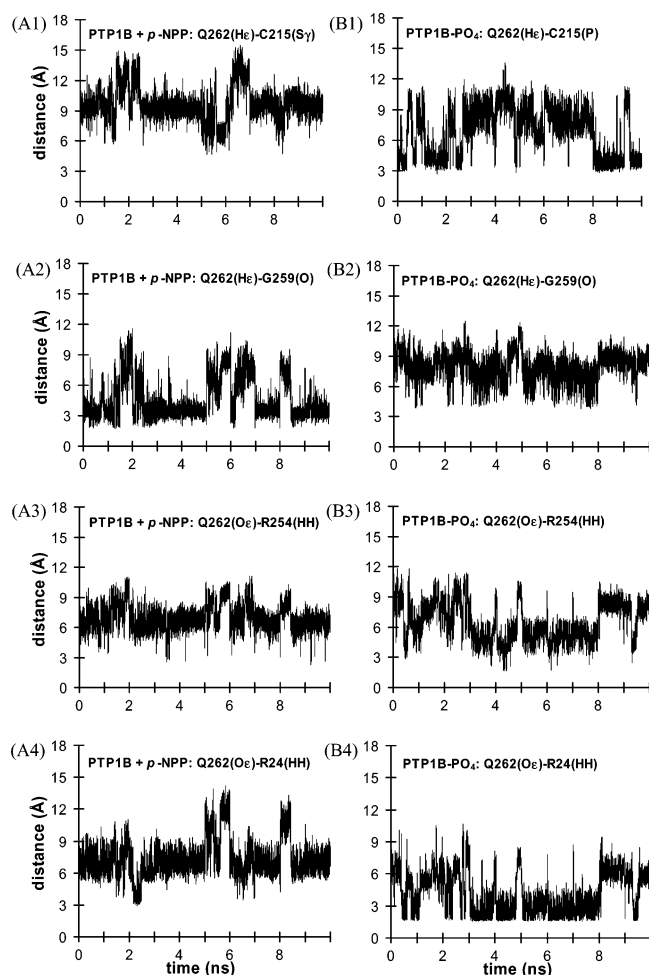 (A1)
PTP1B + p-NPP: Q262(Hε)-C215(Sγ)
distance (Å)
18
15
12
9
6
3
0
0 2 4 6 8
(B1)
PTP1B-PO₄: Q262(Hε)-C215(P)
18
15
12
9
6
3
0
0 2 4 6 8
(A2)
PTP1B + p-NPP: Q262(Hε)-G259(O)
distance (Å)
18
15
12
9
6
3
0
0 2 4 6 8
(B2)
PTP1B-PO₄: Q262(Hε)-G259(O)
18
15
12
9
6
3
0
0 2 4 6 8
(A3)
PTP1B + p-NPP: Q262(Oε)-R254(HH)
distance (Å)
18
15
12
9
6
3
0
0 2 4 6 8
(B3)
PTP1B-PO₄: Q262(Oε)-R254(HH)
18
15
12
9
6
3
0
0 2 4 6 8
(A4)
PTP1B + p-NPP: Q262(Oε)-R24(HH)
distance (Å)
18
15
12
9
6
3
0
0 2 4 6 8
time (ns)
(B4)
PTP1B-PO₄: Q262(Oε)-R24(HH)
18
15
12
9
6
3
0
0 2 4 6 8
time (ns)